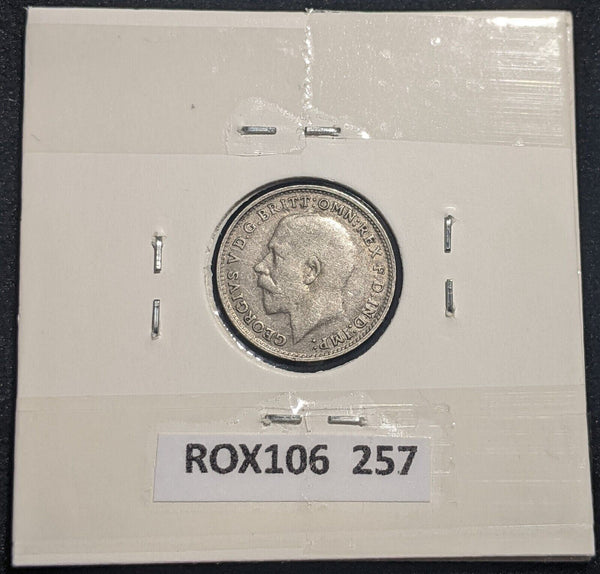 GEORGIVS V D.G.BRITT:OMN:REX F.D.IND:IMP:
ROX106 257